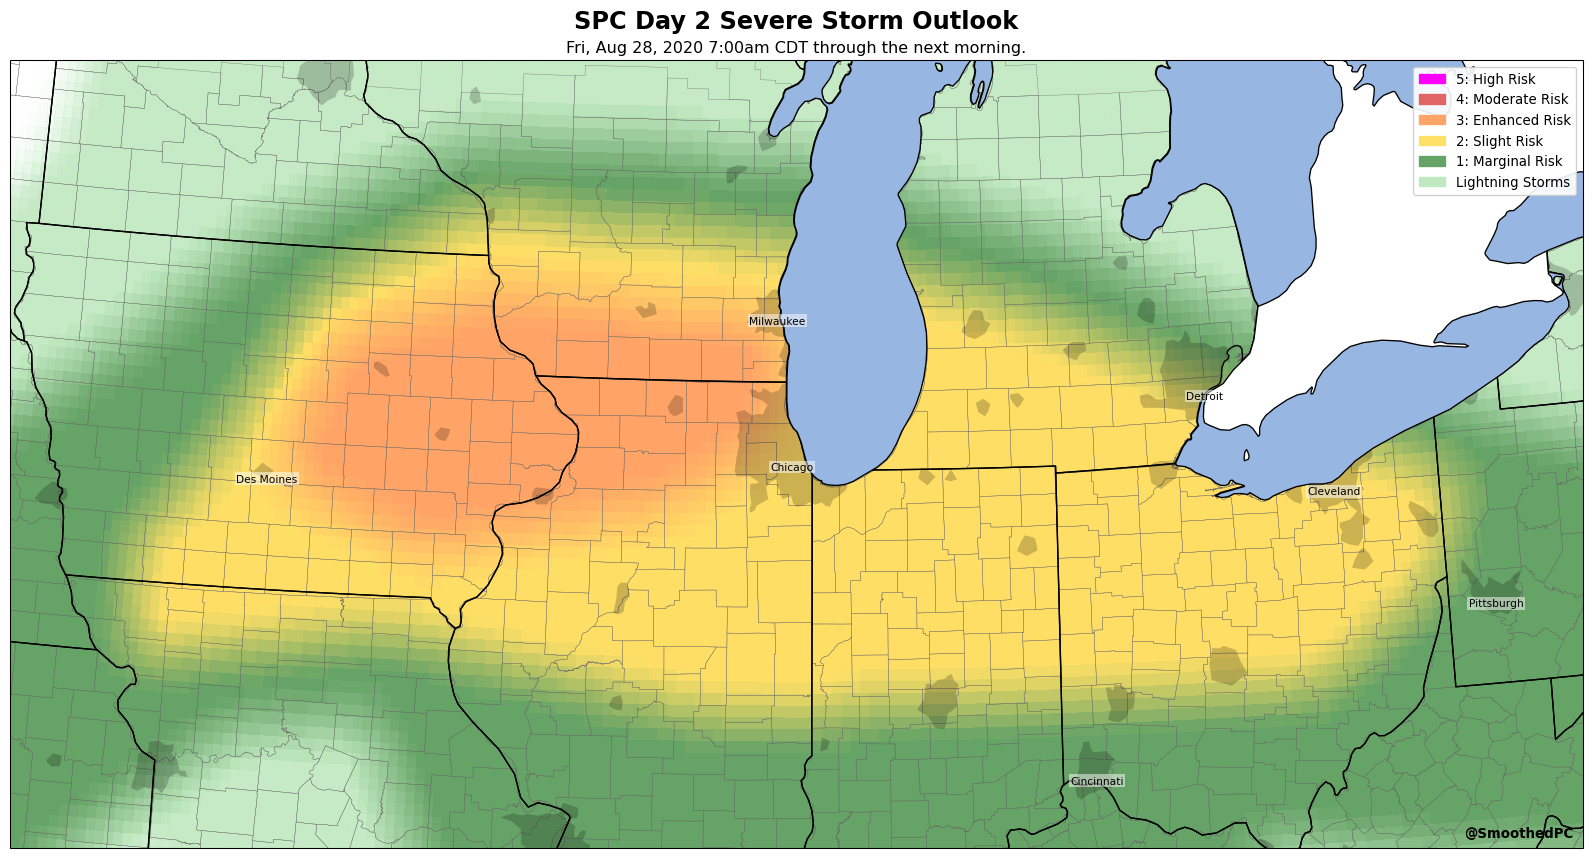 SPC Day 2 Severe Storm Outlook
Fri, Aug 28, 2020 7:00am CDT through the next morning.
5: High Risk
4: Moderate Risk
3: Enhanced Risk
2: Slight Risk
1: Marginal Risk
Lightning Storms
Milwaukee
Detroit
Chicago
Des Moines
Cleveland
Pittsburgh
Cincinnati
@SmoothedPC